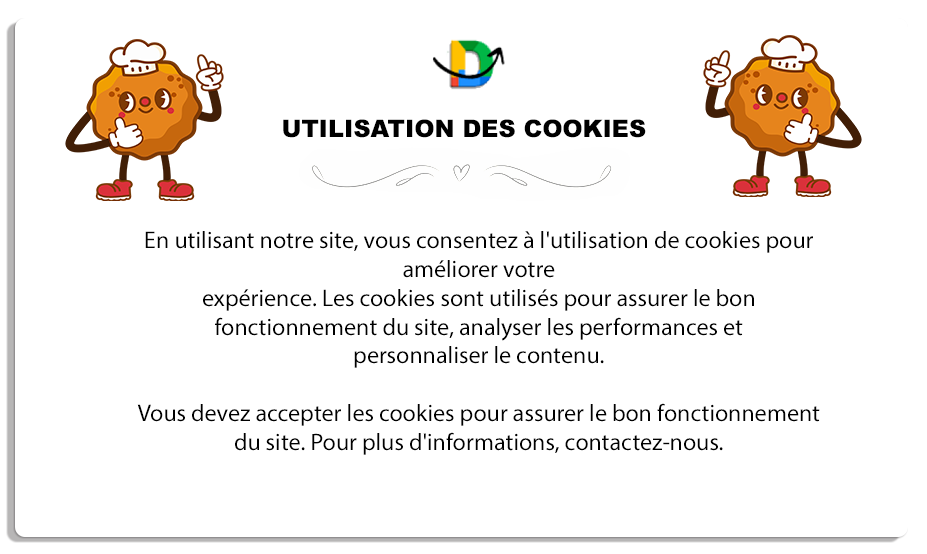 UTILISATION DES COOKIES
En utilisant notre site, vous consentez à l'utilisation de cookies pour
améliorer votre
expérience. Les cookies sont utilisés pour assurer le bon
fonctionnement du site, analyser les performances et
personnaliser le contenu.
Vous devez accepter les cookies pour assurer le bon fonctionnement
du site. Pour plus d'informations, contactez-nous.